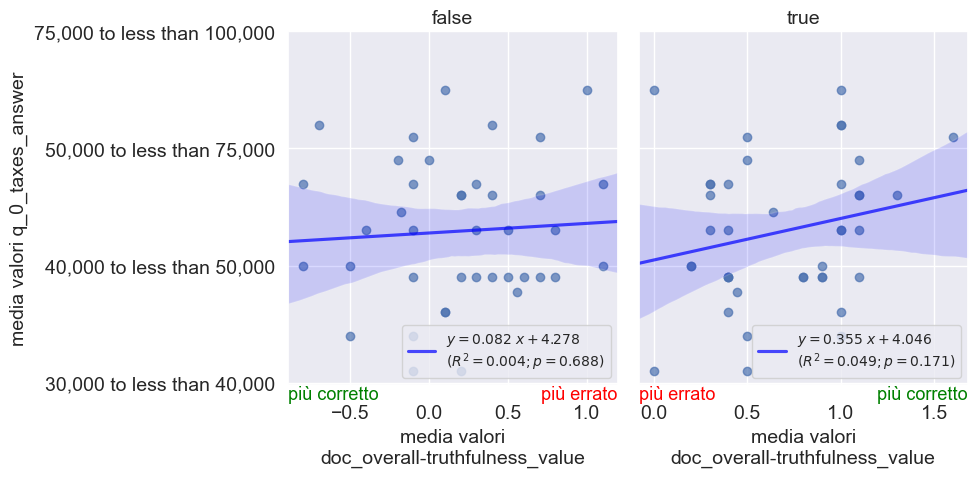 false
true
75,000 to less than 100,000
50,000 to less than 75,000
40,000 to less than 50,000
30,000 to less than 40,000
media valori q_0_taxes_answer
y = 0.082 x + 4.278
(R² = 0.004; p = 0.688)
y = 0.355 x + 4.046
(R² = 0.049; p = 0.171)
più corretto
più errato
più errato
più corretto
−0.5 0.0 0.5 1.0
0.0 0.5 1.0 1.5
media valori
doc_overall-truthfulness_value
media valori
doc_overall-truthfulness_value